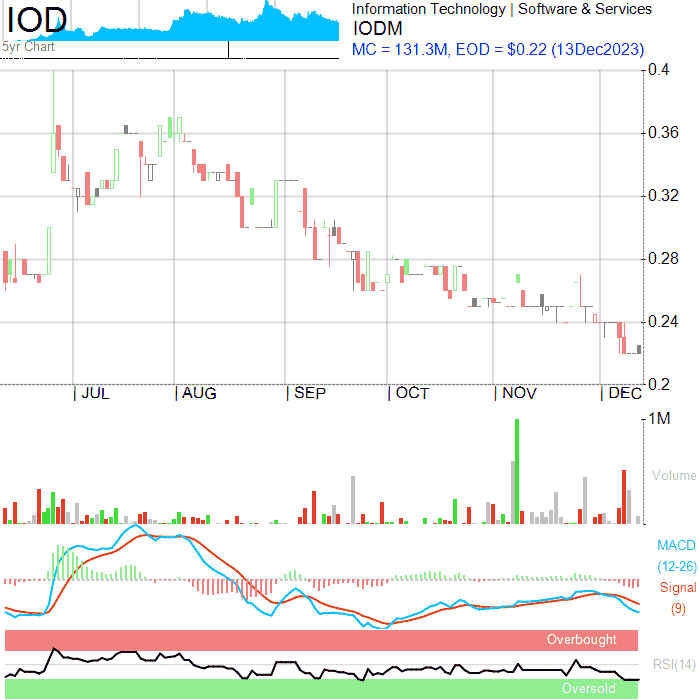 IOD
5yr Chart
Information Technology | Software & Services
IODM
MC = 131.3M, EOD = $0.22 (13Dec2023)
0.4
0.36
0.32
0.28
0.24
0.2
| JUL | AUG | SEP | OCT | NOV | DEC
1M
Volume
MACD
(12-26)
Signal
(9)
Overbought
RSI(14)
Oversold